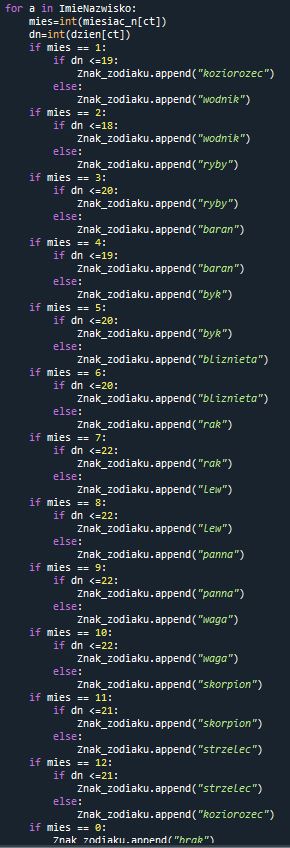 for a in ImieNazwisko:
    mies=int(miesiac_n[ct])
    dn=int(dzien[ct])
    if mies == 1:
        if dn <=19:
            Znak_zodiaku.append("koziorozec")
        else:
            Znak_zodiaku.append("wodnik")
    if mies == 2:
        if dn <=18:
            Znak_zodiaku.append("wodnik")
        else:
            Znak_zodiaku.append("ryby")
    if mies == 3:
        if dn <=20:
            Znak_zodiaku.append("ryby")
        else:
            Znak_zodiaku.append("baran")
    if mies == 4:
        if dn <=19:
            Znak_zodiaku.append("baran")
        else:
            Znak_zodiaku.append("byk")
    if mies == 5:
        if dn <=20:
            Znak_zodiaku.append("byk")
        else:
            Znak_zodiaku.append("bliznieta")
    if mies == 6:
        if dn <=20:
            Znak_zodiaku.append("bliznieta")
        else:
            Znak_zodiaku.append("rak")
    if mies == 7:
        if dn <=22:
            Znak_zodiaku.append("rak")
        else:
            Znak_zodiaku.append("lew")
    if mies == 8:
        if dn <=22:
            Znak_zodiaku.append("lew")
        else:
            Znak_zodiaku.append("panna")
    if mies == 9:
        if dn <=22:
            Znak_zodiaku.append("panna")
        else:
            Znak_zodiaku.append("waga")
    if mies == 10:
        if dn <=22:
            Znak_zodiaku.append("waga")
        else:
            Znak_zodiaku.append("skorpion")
    if mies == 11:
        if dn <=21:
            Znak_zodiaku.append("skorpion")
        else:
            Znak_zodiaku.append("strzelec")
    if mies == 12:
        if dn <=21:
            Znak_zodiaku.append("strzelec")
        else:
            Znak_zodiaku.append("koziorozec")
    if mies == 0:
        Znak_zodiaku.append("brak")